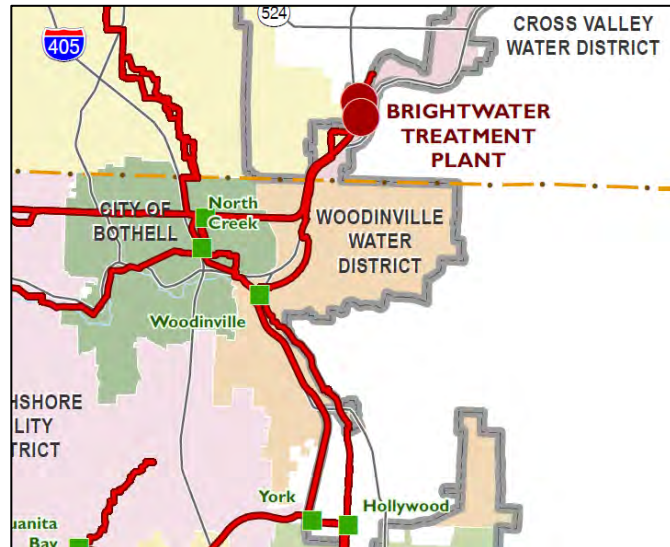 524
405
CROSS VALLEY
WATER DISTRICT
BRIGHTWATER
TREATMENT
PLANT
North
Creek
CITY OF
BOTHELL
WOODINVILLE
WATER
DISTRICT
Woodinville
HSHORE
LITY
TRICT
York
Hollywood
uanita
Bay